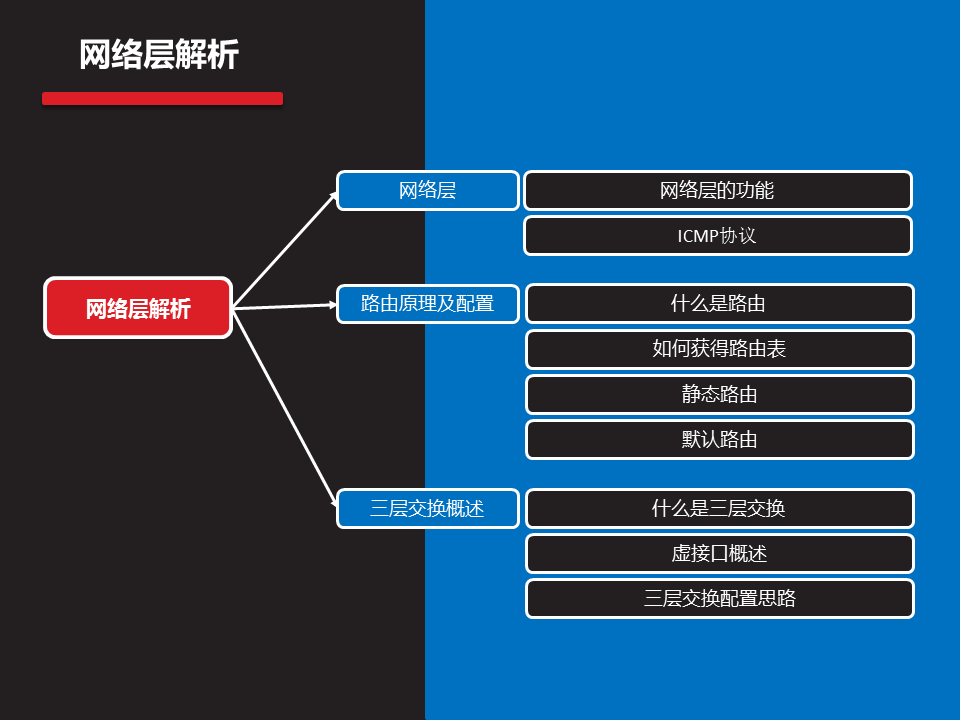 网络层解析
网络层解析
网络层
网络层的功能
ICMP协议
路由原理及配置
什么是路由
如何获得路由表
静态路由
默认路由
三层交换概述
什么是三层交换
虚接口概述
三层交换配置思路